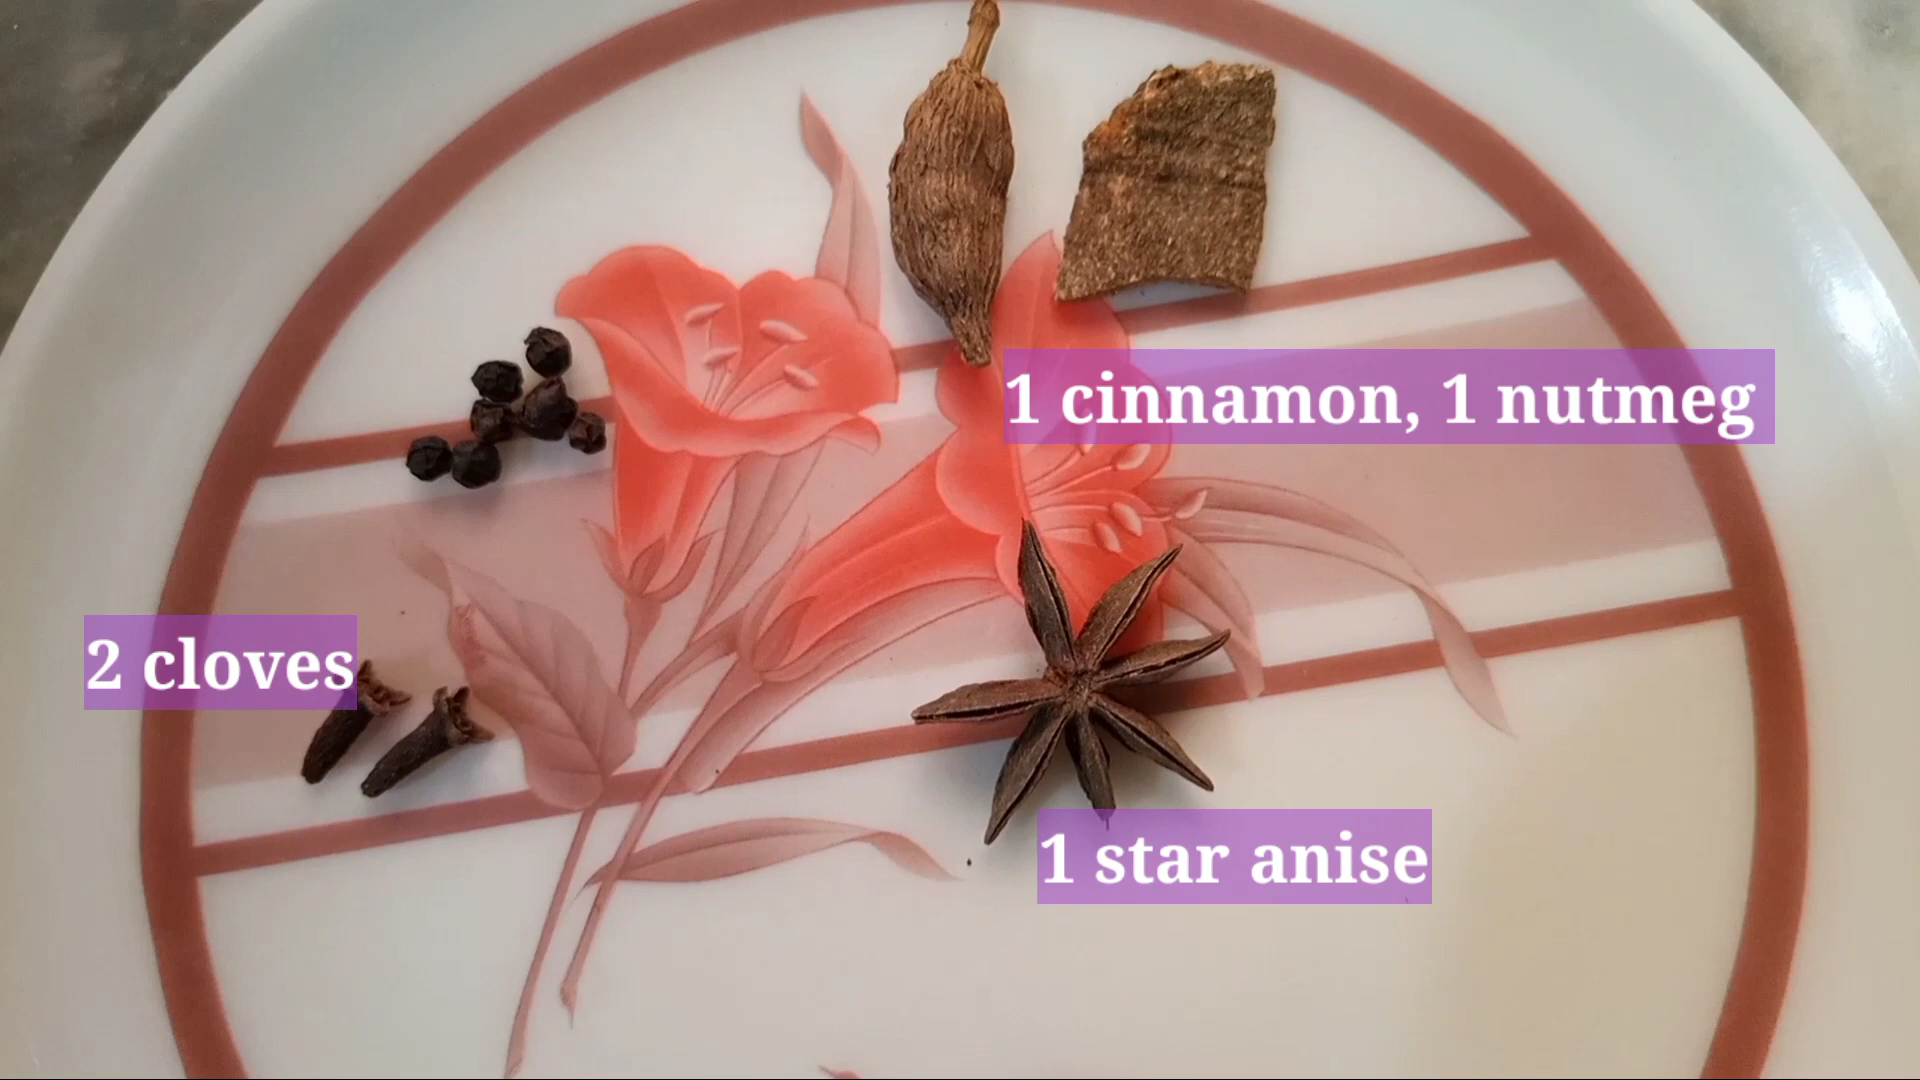 1 cinnamon, 1 nutmeg
2 cloves
1 star anise